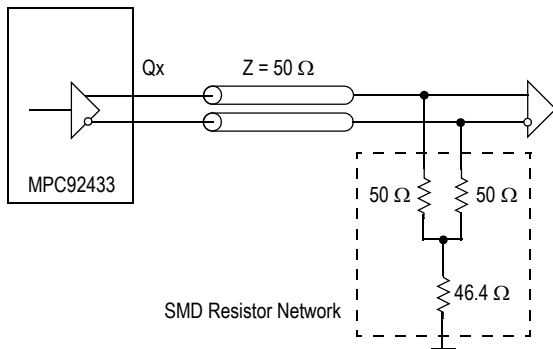 Qx
Z = 50 Ω
MPC92433
50 Ω
50 Ω
46.4 Ω
SMD Resistor Network